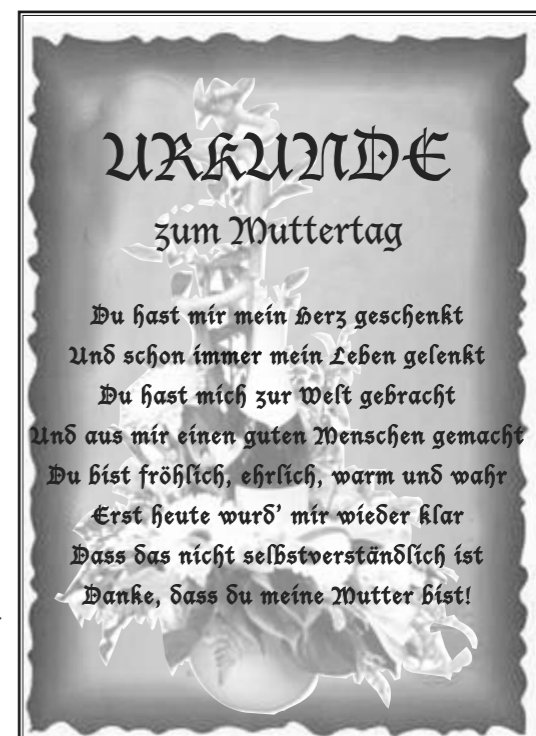 URKUNDE
zum Muttertag
Du hast mir mein Herz geschenkt
Und schon immer mein Leben gelenkt
Du hast mich zur Welt gebracht
Und aus mir einen guten Menschen gemacht
Du bist fröhlich, ehrlich, warm und wahr
Erst heute wurd' mir wieder klar
Dass das nicht selbstverständlich ist
Danke, dass du meine Mutter bist!